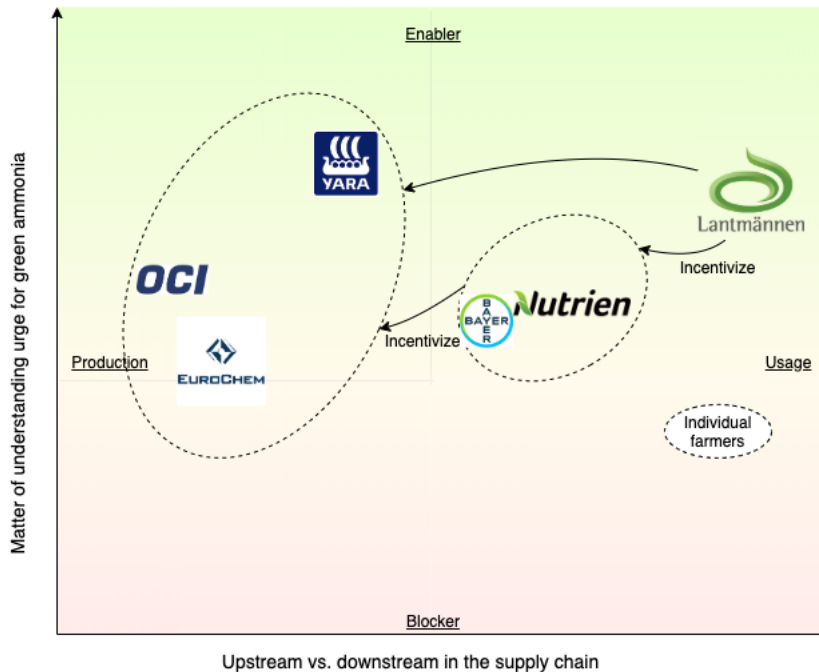 Enabler
YARA
Lantmännen
Incentivize
OCI
Nutrien
BAYER
BAYER
Incentivize
EUROCHEM
Production
Usage
Individual
farmers
Blocker
Matter of understanding urge for green ammonia
Upstream vs. downstream in the supply chain